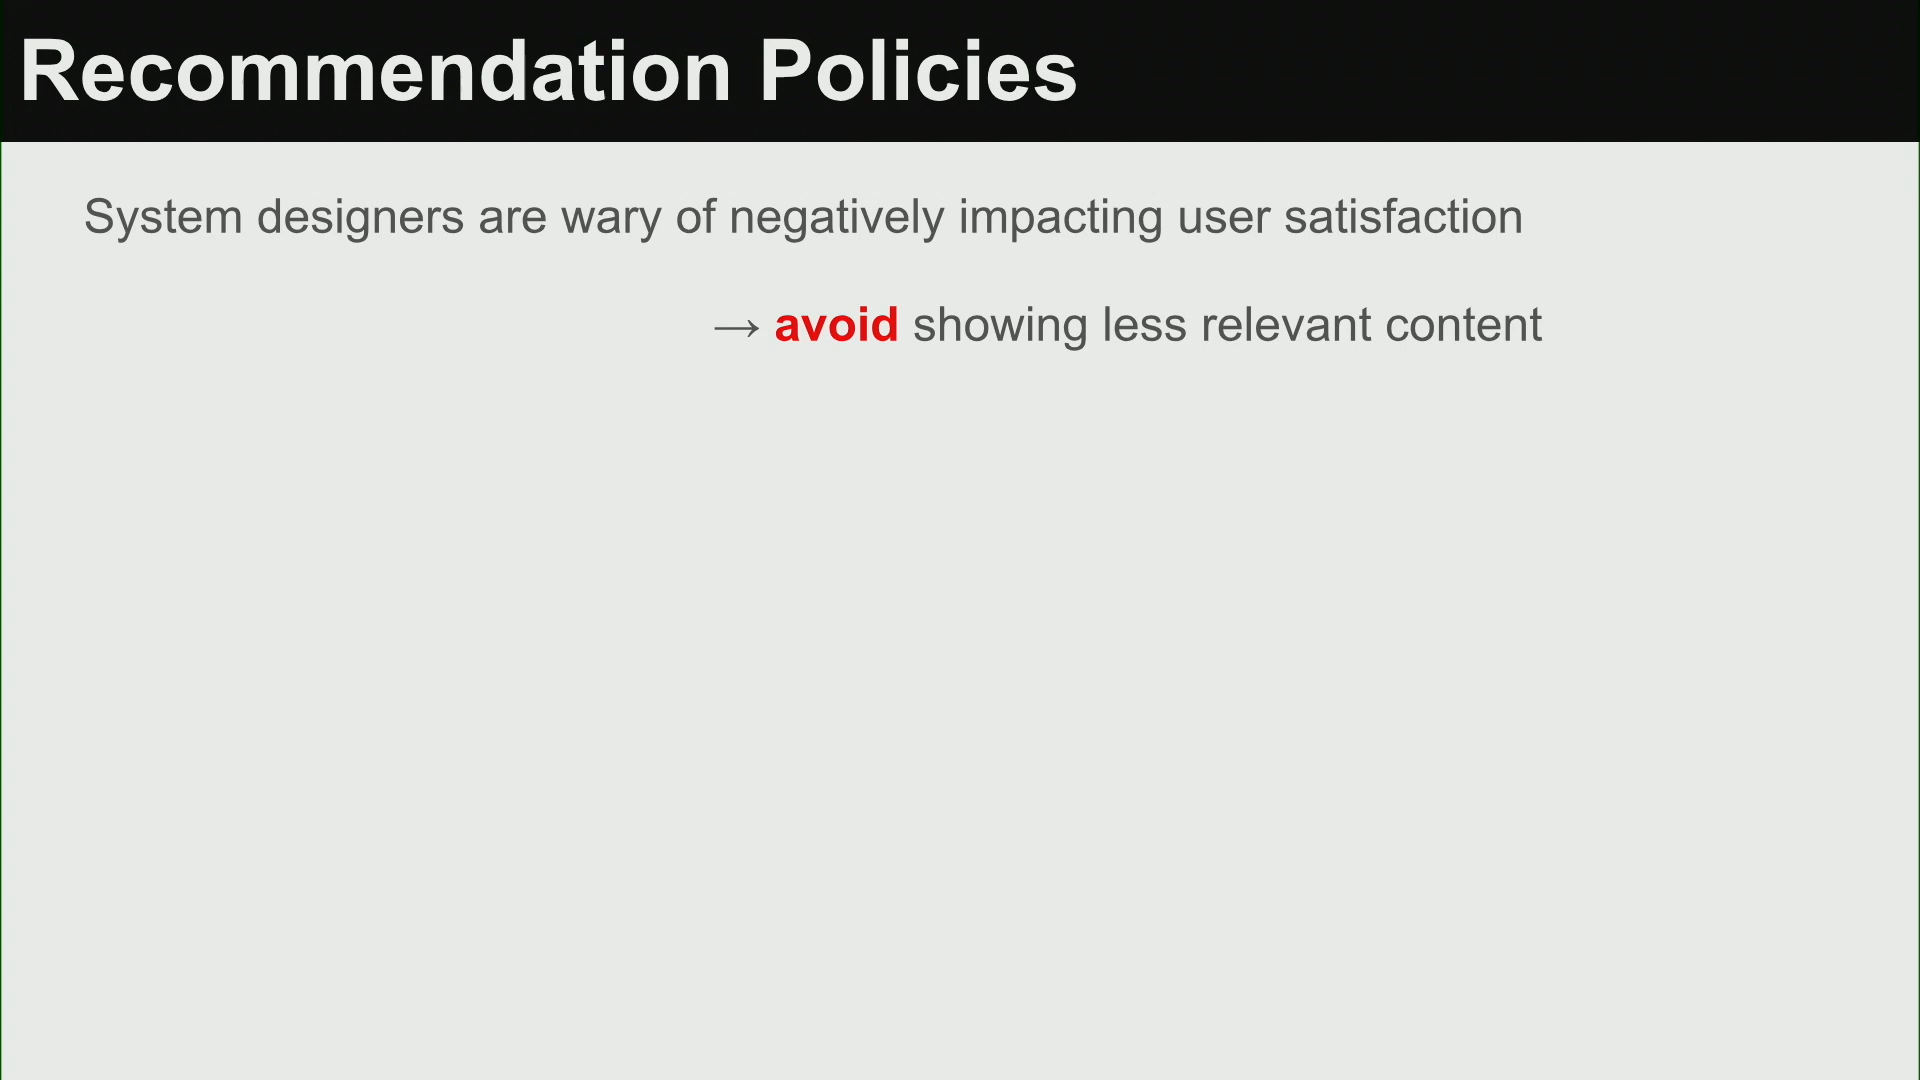 Recommendation Policies
System designers are wary of negatively impacting user satisfaction
→ avoid showing less relevant content